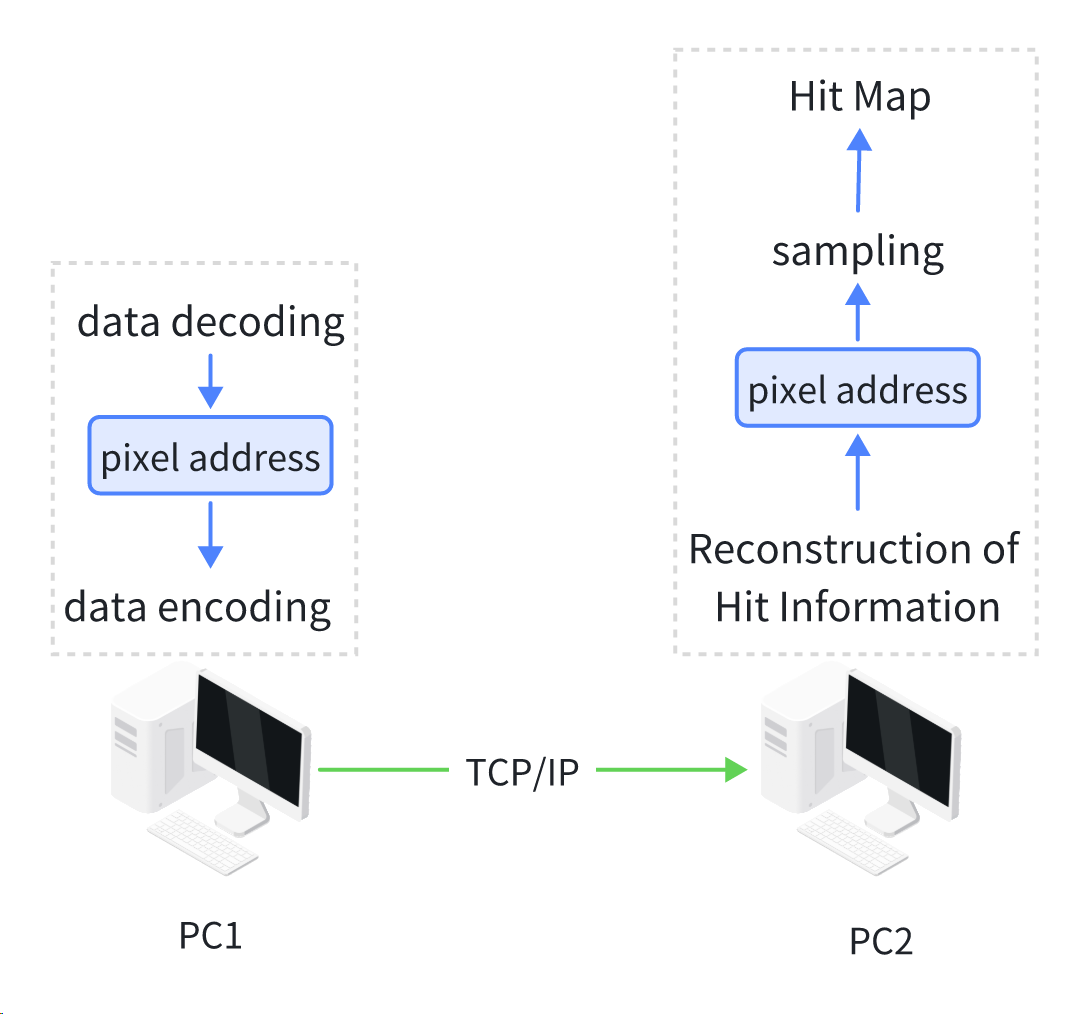 Hit Map
sampling
pixel address
Reconstruction of
Hit Information
data decoding
pixel address
data encoding
TCP/IP
PC1
PC2